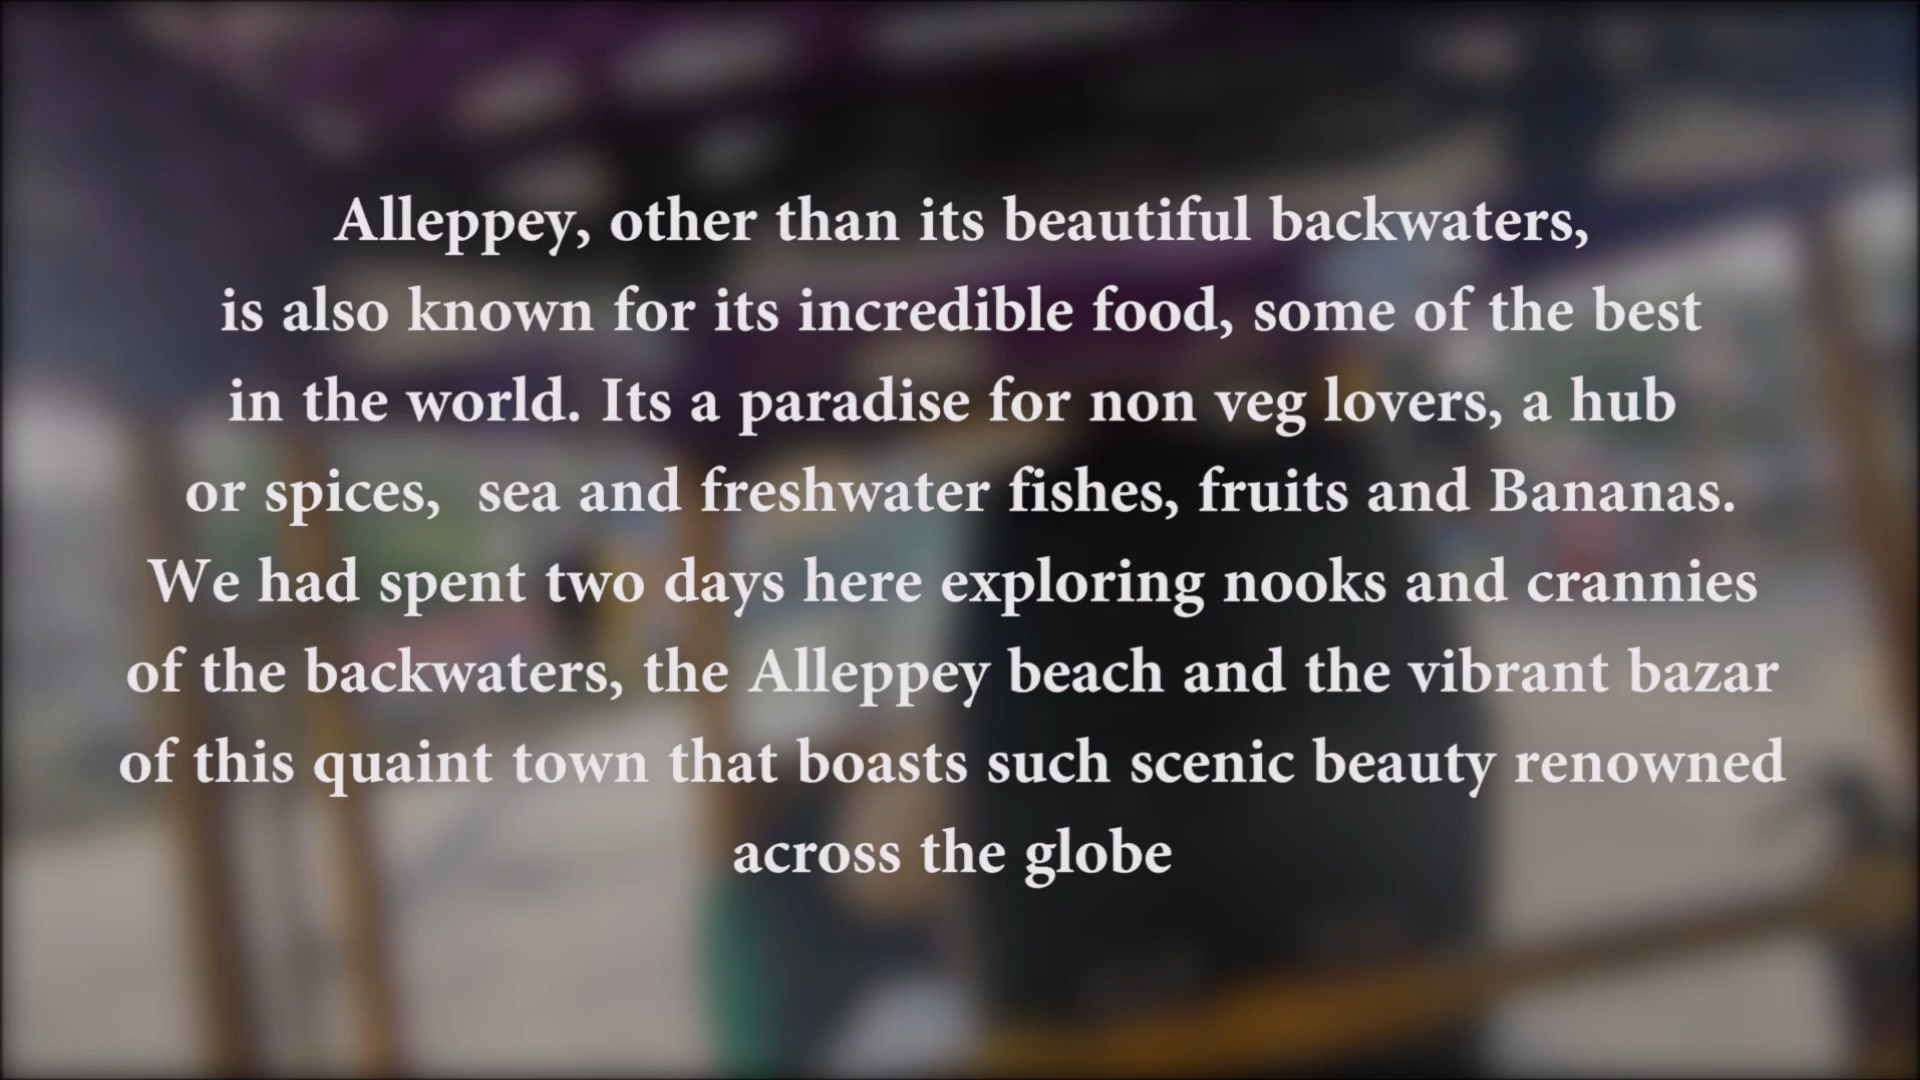 Alleppey, other than its beautiful backwaters,
is also known for its incredible food, some of the best
in the world. Its a paradise for non veg lovers, a hub
or spices,  sea and freshwater fishes, fruits and Bananas.
We had spent two days here exploring nooks and crannies
of the backwaters, the Alleppey beach and the vibrant bazar
of this quaint town that boasts such scenic beauty renowned
across the globe